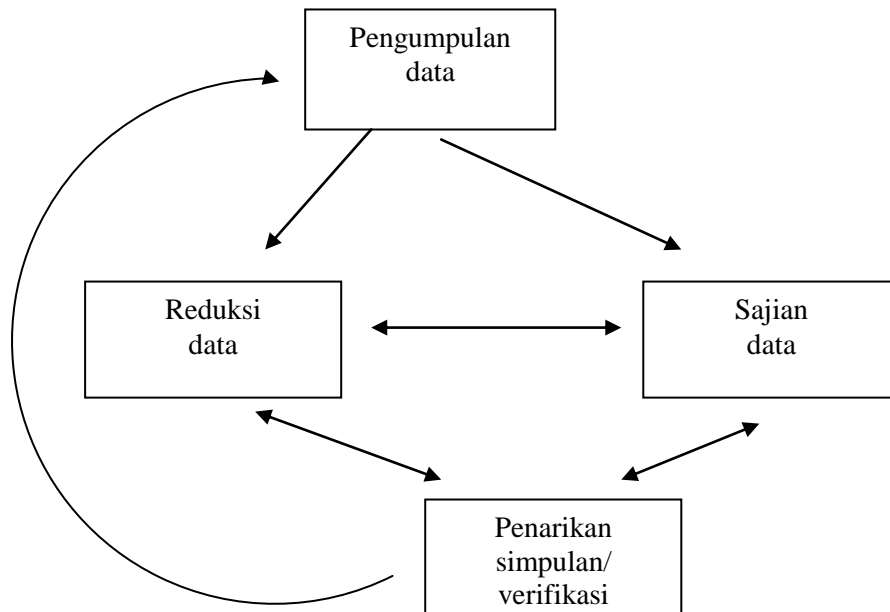 Pengumpulan
data
Reduksi
data
Sajian
data
Penarikan
simpulan/
verifikasi